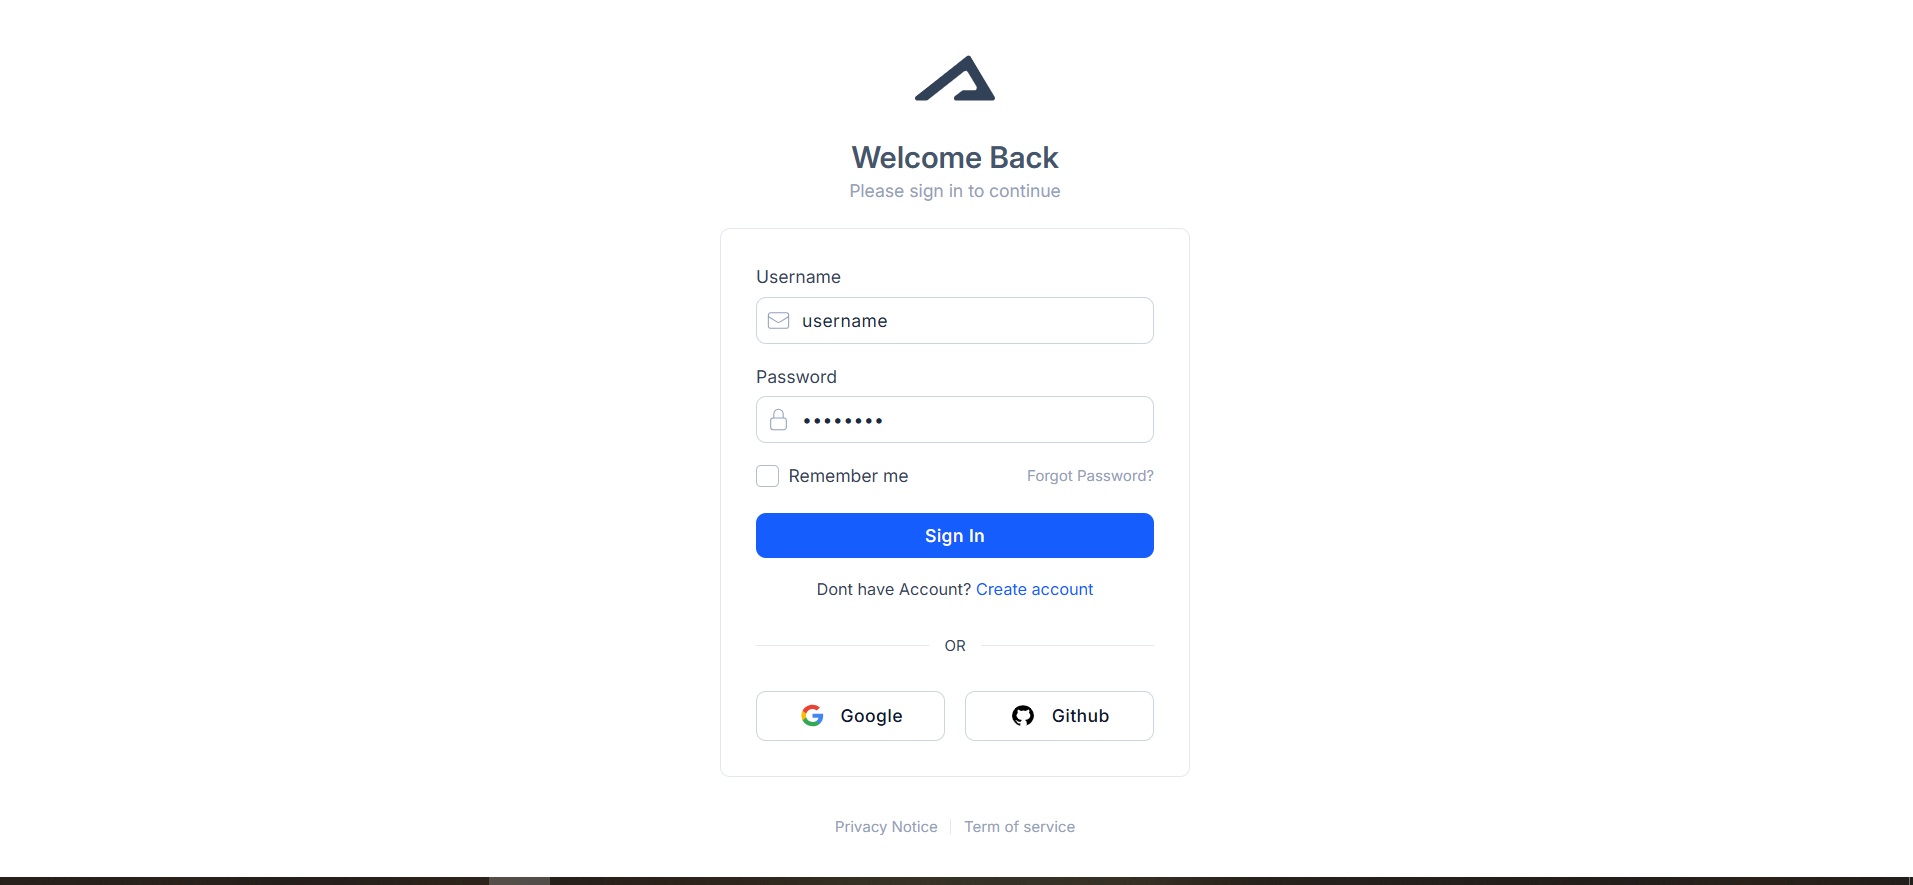 Welcome Back
Please sign in to continue
Username
username
Password
••••••••
Remember me Forgot Password?
Sign In
Dont have Account? Create account
OR
Google Github
Privacy Notice Term of service